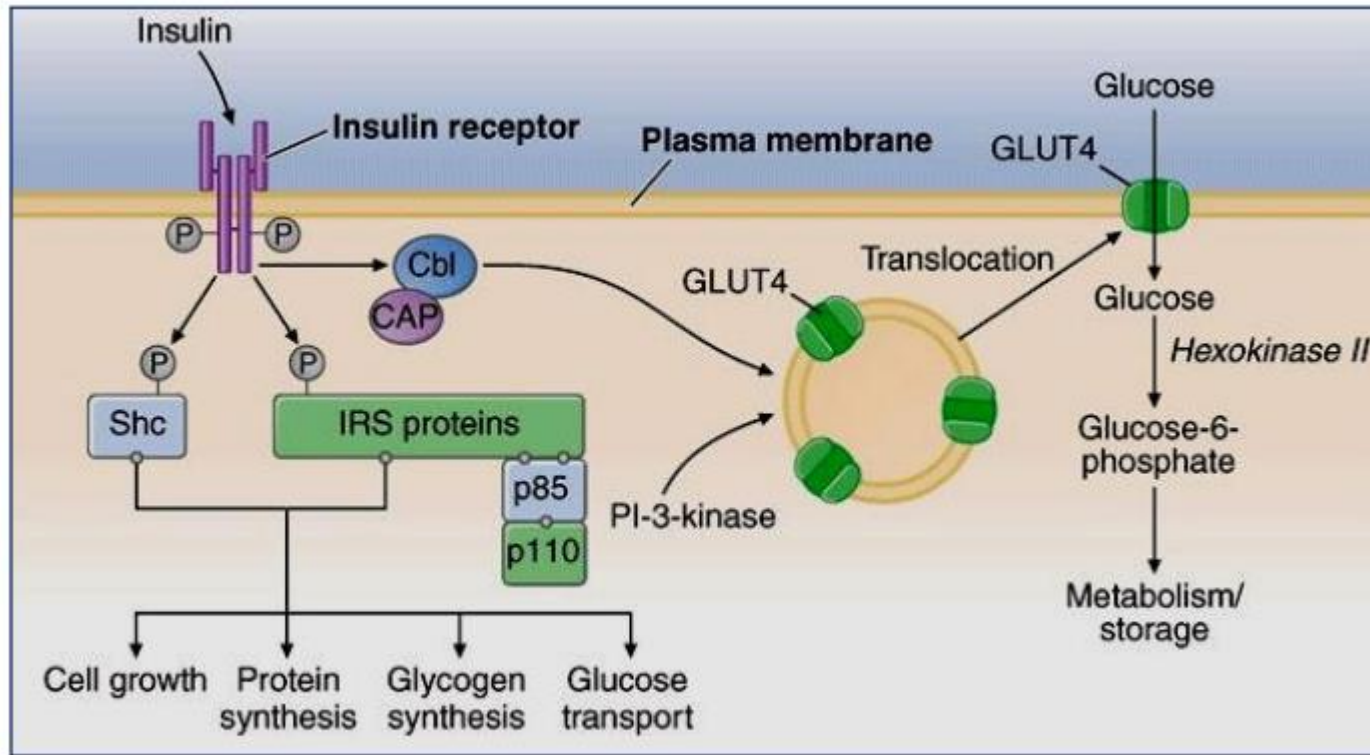 Insulin
Insulin receptor
Plasma membrane
Glucose
GLUT4
P
P
Cbl
CAP
GLUT4
Translocation
Glucose
Hexokinase II
P
P
Shc
IRS proteins
p85
p110
PI-3-kinase
Glucose-6-
phosphate
Metabolism/
storage
Cell growth
Protein
synthesis
Glycogen
synthesis
Glucose
transport